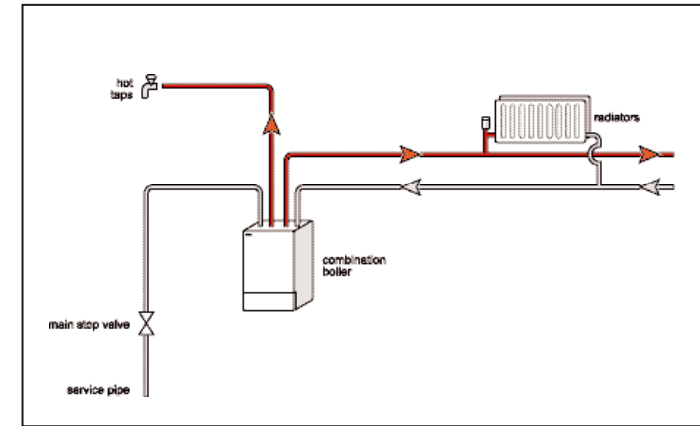 hot
taps
radiators
combination
boiler
main stop valve
service pipe